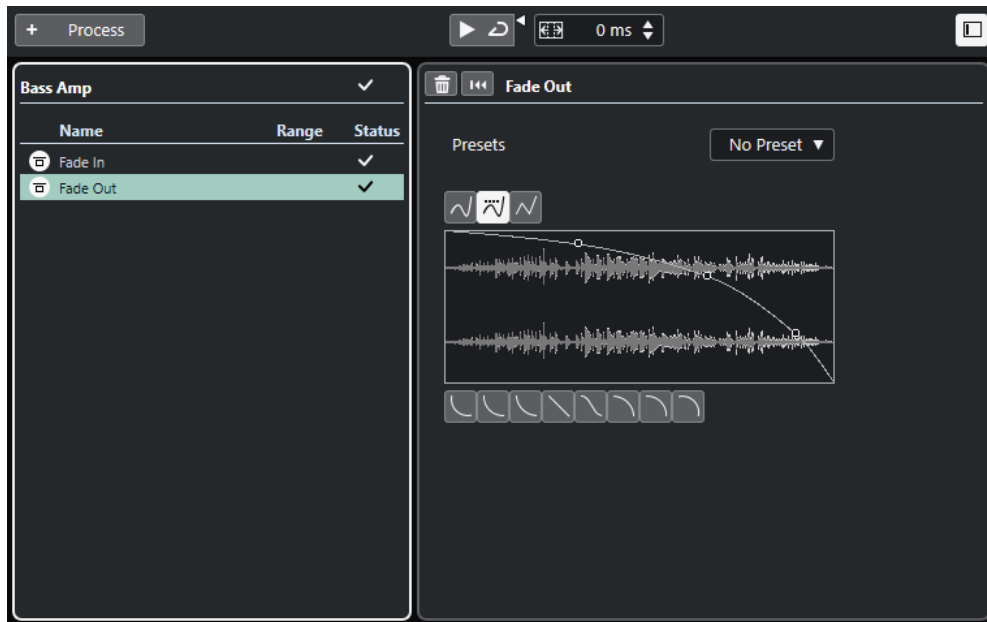 + Process
0 ms
Bass Amp
Fade Out
Name Range Status
Presets
No Preset
Fade In
Fade Out